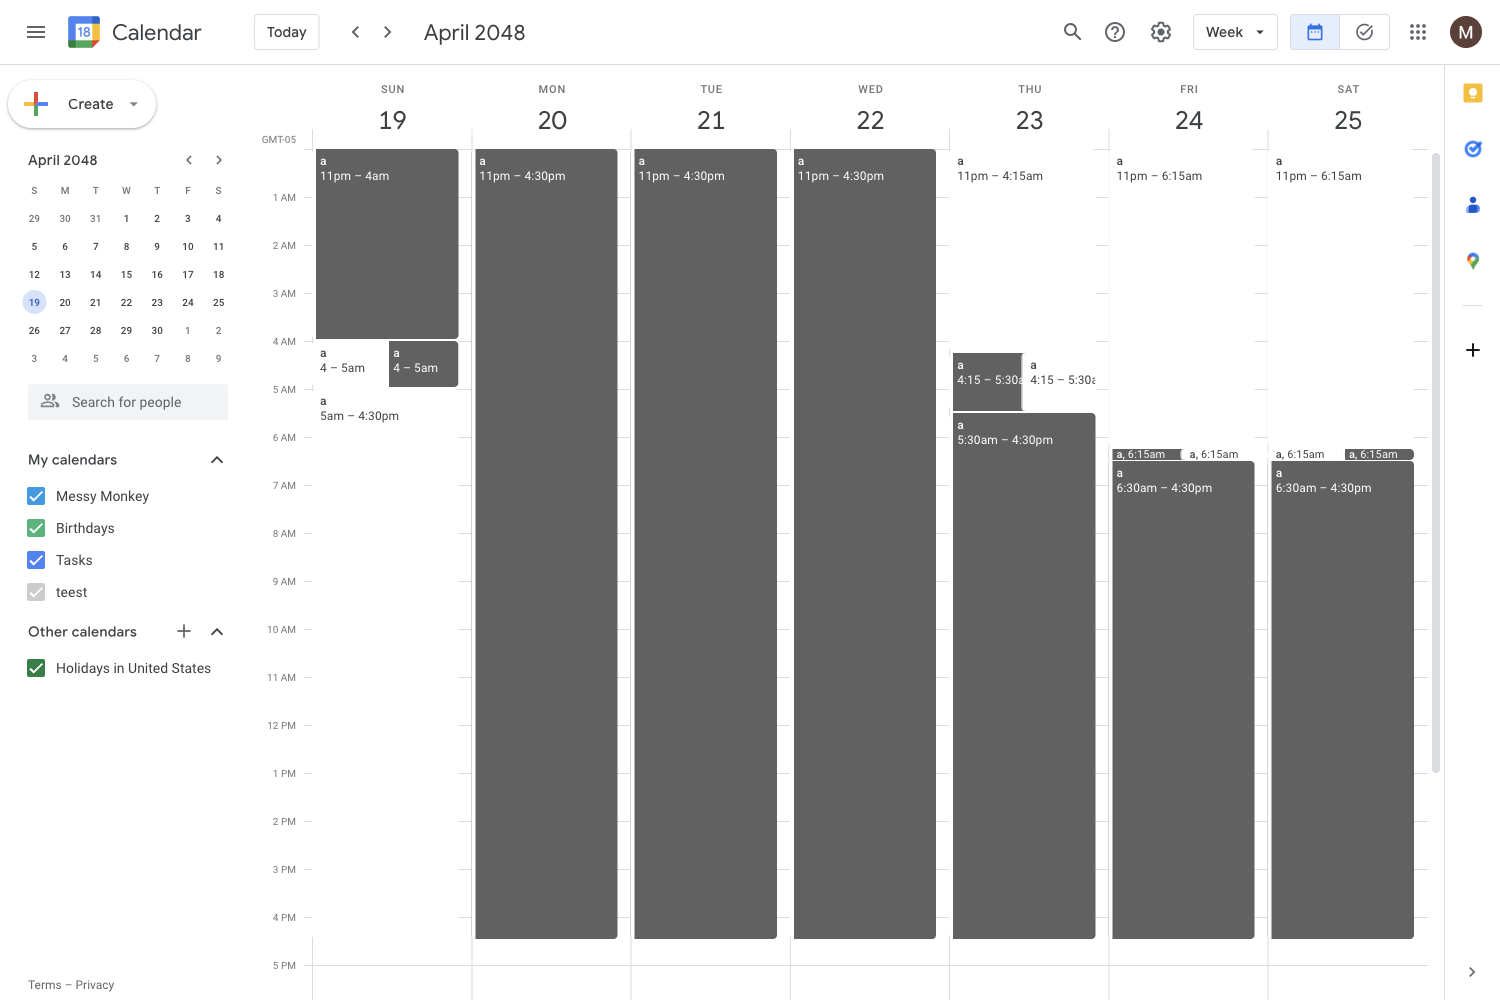 18 Calendar Today April 2048 Week M
Create
April 2048
S M T W T F S
29 30 31 1 2 3 4
5 6 7 8 9 10 11
12 13 14 15 16 17 18
19 20 21 22 23 24 25
26 27 28 29 30 1 2
3 4 5 6 7 8 9
Search for people
My calendars
Messy Monkey
Birthdays
Tasks
teest
Other calendars
Holidays in United States
Terms – Privacy
SUN MON TUE WED THU FRI SAT
19 20 21 22 23 24 25
GMT-05
1 AM
2 AM
3 AM
4 AM
5 AM
6 AM
7 AM
8 AM
9 AM
10 AM
11 AM
12 PM
1 PM
2 PM
3 PM
4 PM
5 PM
a
11pm – 4am
a
4 – 5am
a
4 – 5am
a
5am – 4:30pm
a
11pm – 4:30pm
a
11pm – 4:30pm
a
11pm – 4:30pm
a
11pm – 4:15am
a
4:15 – 5:30a
a
4:15 – 5:30a
a
5:30am – 4:30pm
a
11pm – 6:15am
a, 6:15am
a, 6:15am
a
6:30am – 4:30pm
a
11pm – 6:15am
a, 6:15am
a, 6:15am
a
6:30am – 4:30pm